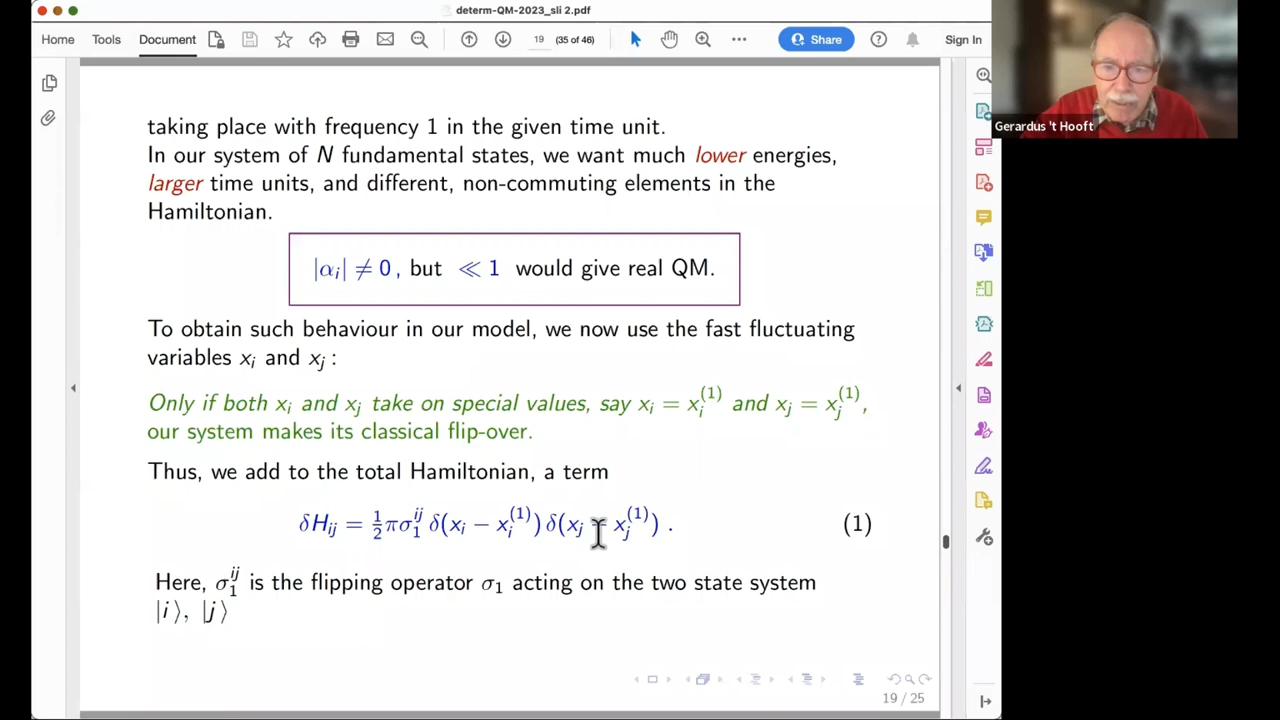 determ-QM-2023_sli 2.pdf
Home Tools Document 19 (35 of 46) Share Sign In
Gerardus 't Hooft
taking place with frequency 1 in the given time unit.
In our system of N fundamental states, we want much lower energies,
larger time units, and different, non-commuting elements in the
Hamiltonian.
|αᵢ| ≠ 0, but ≪ 1 would give real QM.
To obtain such behaviour in our model, we now use the fast fluctuating
variables xᵢ and xⱼ :
Only if both xᵢ and xⱼ take on special values, say xᵢ = xᵢ⁽¹⁾ and xⱼ = xⱼ⁽¹⁾,
our system makes its classical flip-over.
Thus, we add to the total Hamiltonian, a term
δHᵢⱼ = ½πσ₁ⁱʲ δ(xᵢ − xᵢ⁽¹⁾) δ(xⱼ − xⱼ⁽¹⁾) . (1)
Here, σ₁ⁱʲ is the flipping operator σ₁ acting on the two state system
|i⟩, |j⟩
19 / 25